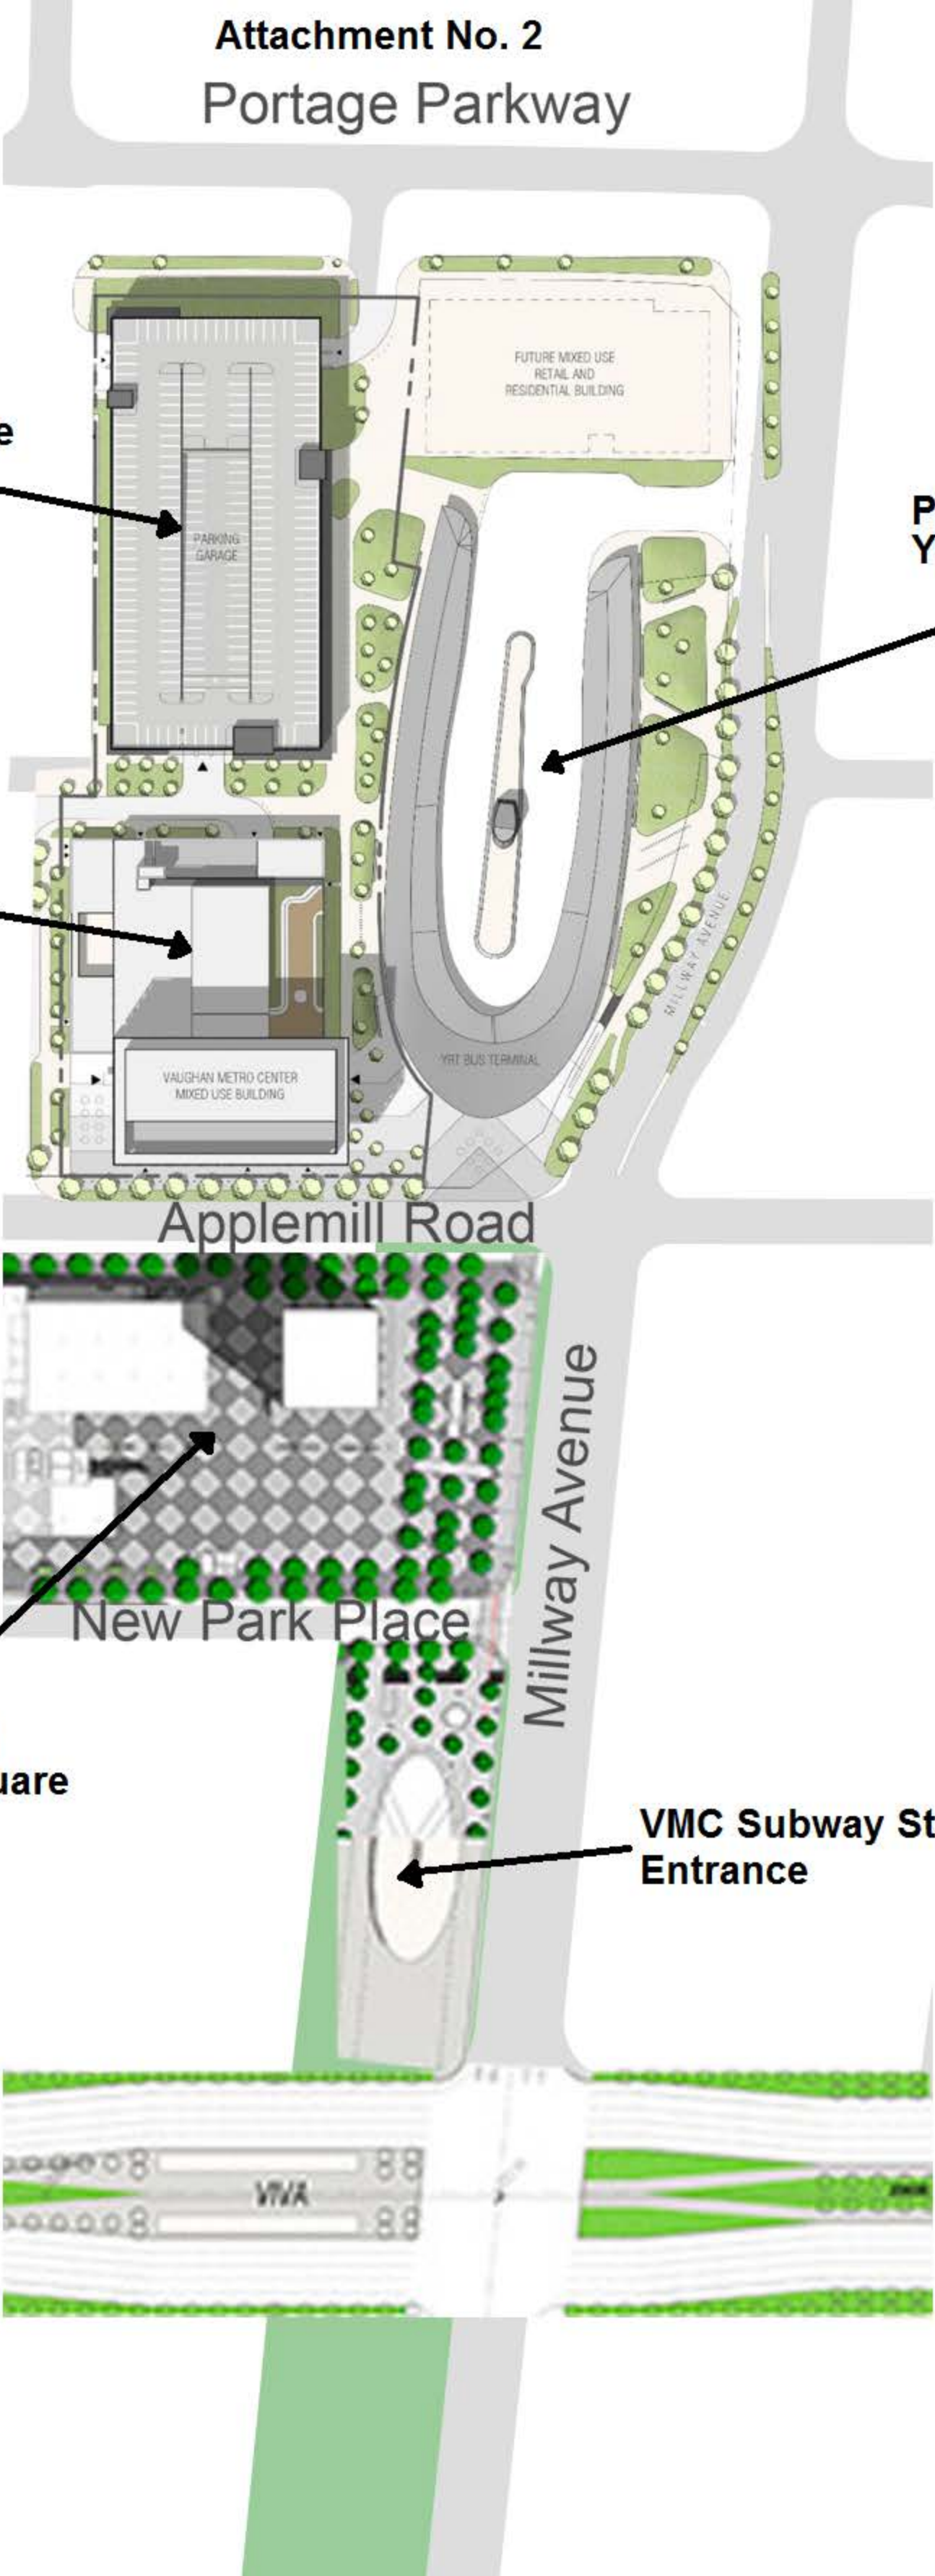 Attachment No. 2
Portage Parkway
FUTURE MIXED USE
RETAIL AND
RESIDENTIAL BUILDING
e
P
Y
PARKING
GARAGE
MILLWAY AVENUE
YRT BUS TERMINAL
VAUGHAN METRO CENTER
MIXED USE BUILDING
Applemill Road
Millway Avenue
New Park Place
uare
VMC Subway St
Entrance
VIVA